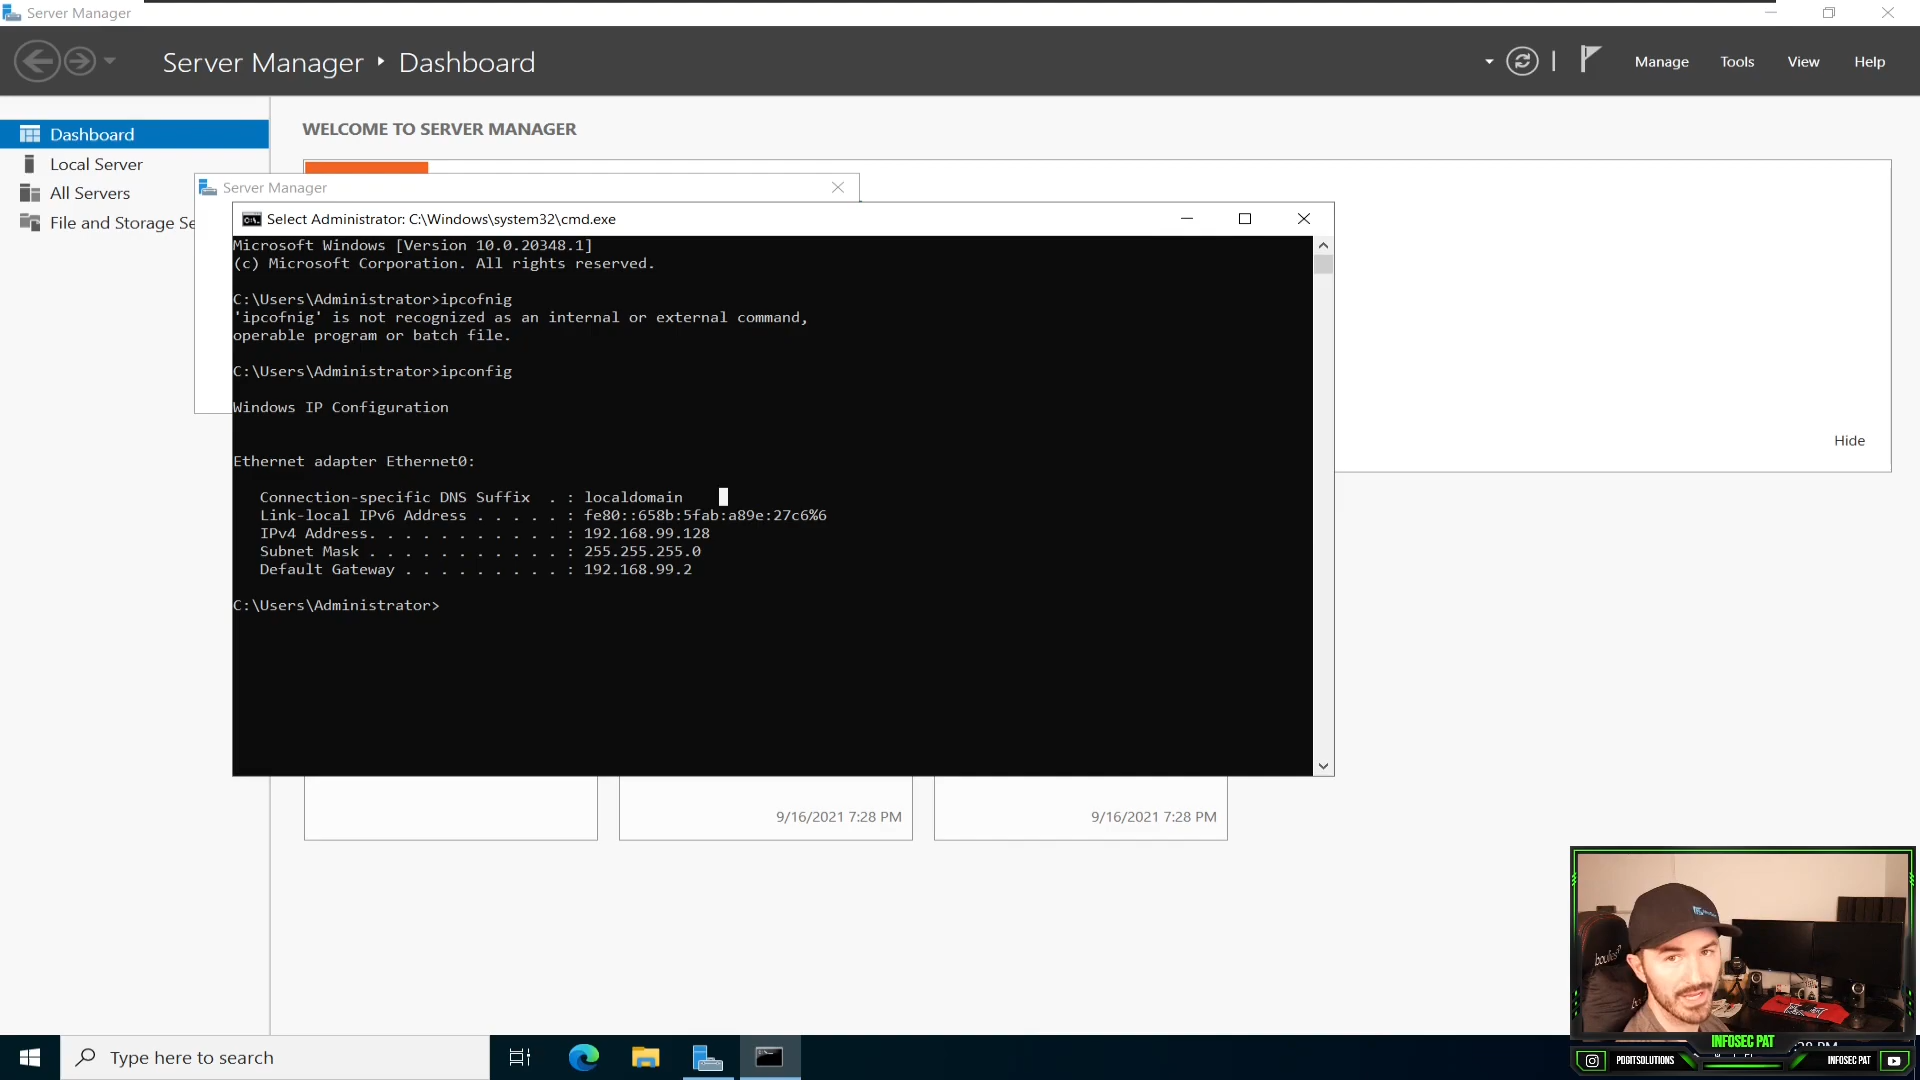 Server Manager
Server Manager ‣ Dashboard
Manage
Tools
View
Help
Dashboard
Local Server
All Servers
File and Storage Se
WELCOME TO SERVER MANAGER
Server Manager
Select Administrator: C:\Windows\system32\cmd.exe
Microsoft Windows [Version 10.0.20348.1]
(c) Microsoft Corporation. All rights reserved.
C:\Users\Administrator>ipcofnig
'ipcofnig' is not recognized as an internal or external command,
operable program or batch file.
C:\Users\Administrator>ipconfig
Windows IP Configuration
Ethernet adapter Ethernet0:
Connection-specific DNS Suffix  . : localdomain
Link-local IPv6 Address . . . . . : fe80::658b:5fab:a89e:27c6%6
IPv4 Address. . . . . . . . . . . : 192.168.99.128
Subnet Mask . . . . . . . . . . . : 255.255.255.0
Default Gateway . . . . . . . . . : 192.168.99.2
C:\Users\Administrator>
Hide
9/16/2021 7:28 PM
9/16/2021 7:28 PM
Type here to search
INFOSEC PAT
PDDITSOLUTIONS
INFOSEC PAT